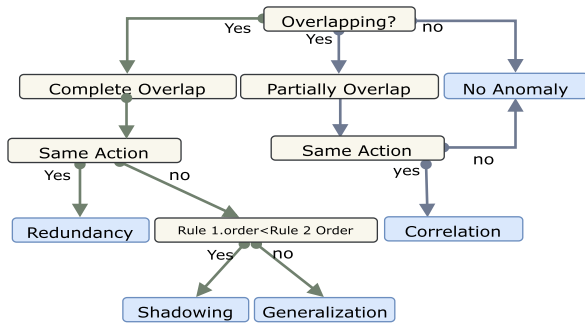 Overlapping?
Yes
Yes
no
Complete Overlap
Partially Overlap
No Anomaly
Same Action
Same Action
no
Yes
no
yes
Redundancy
Rule 1.order<Rule 2 Order
Correlation
Yes
no
Shadowing
Generalization